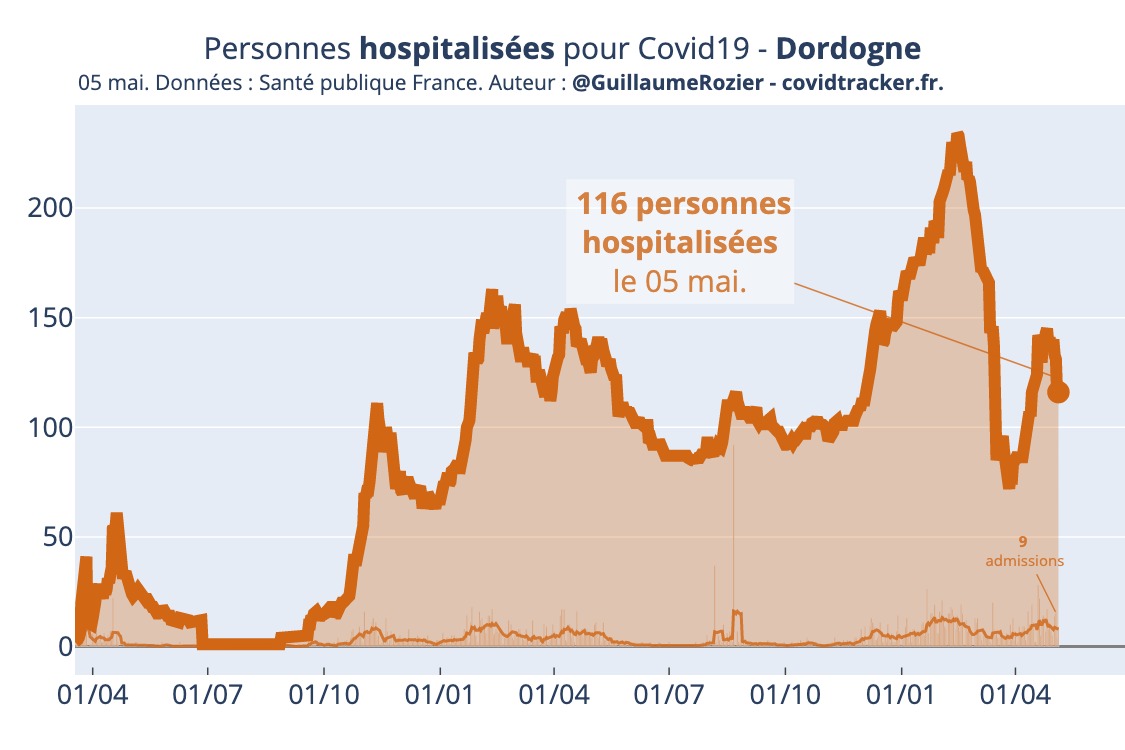 Personnes hospitalisées pour Covid19 - Dordogne
05 mai. Données : Santé publique France. Auteur : @GuillaumeRozier - covidtracker.fr.
200
150
100
50
0
116 personnes
hospitalisées
le 05 mai.
9
admissions
01/04 01/07 01/10 01/01 01/04 01/07 01/10 01/01 01/04